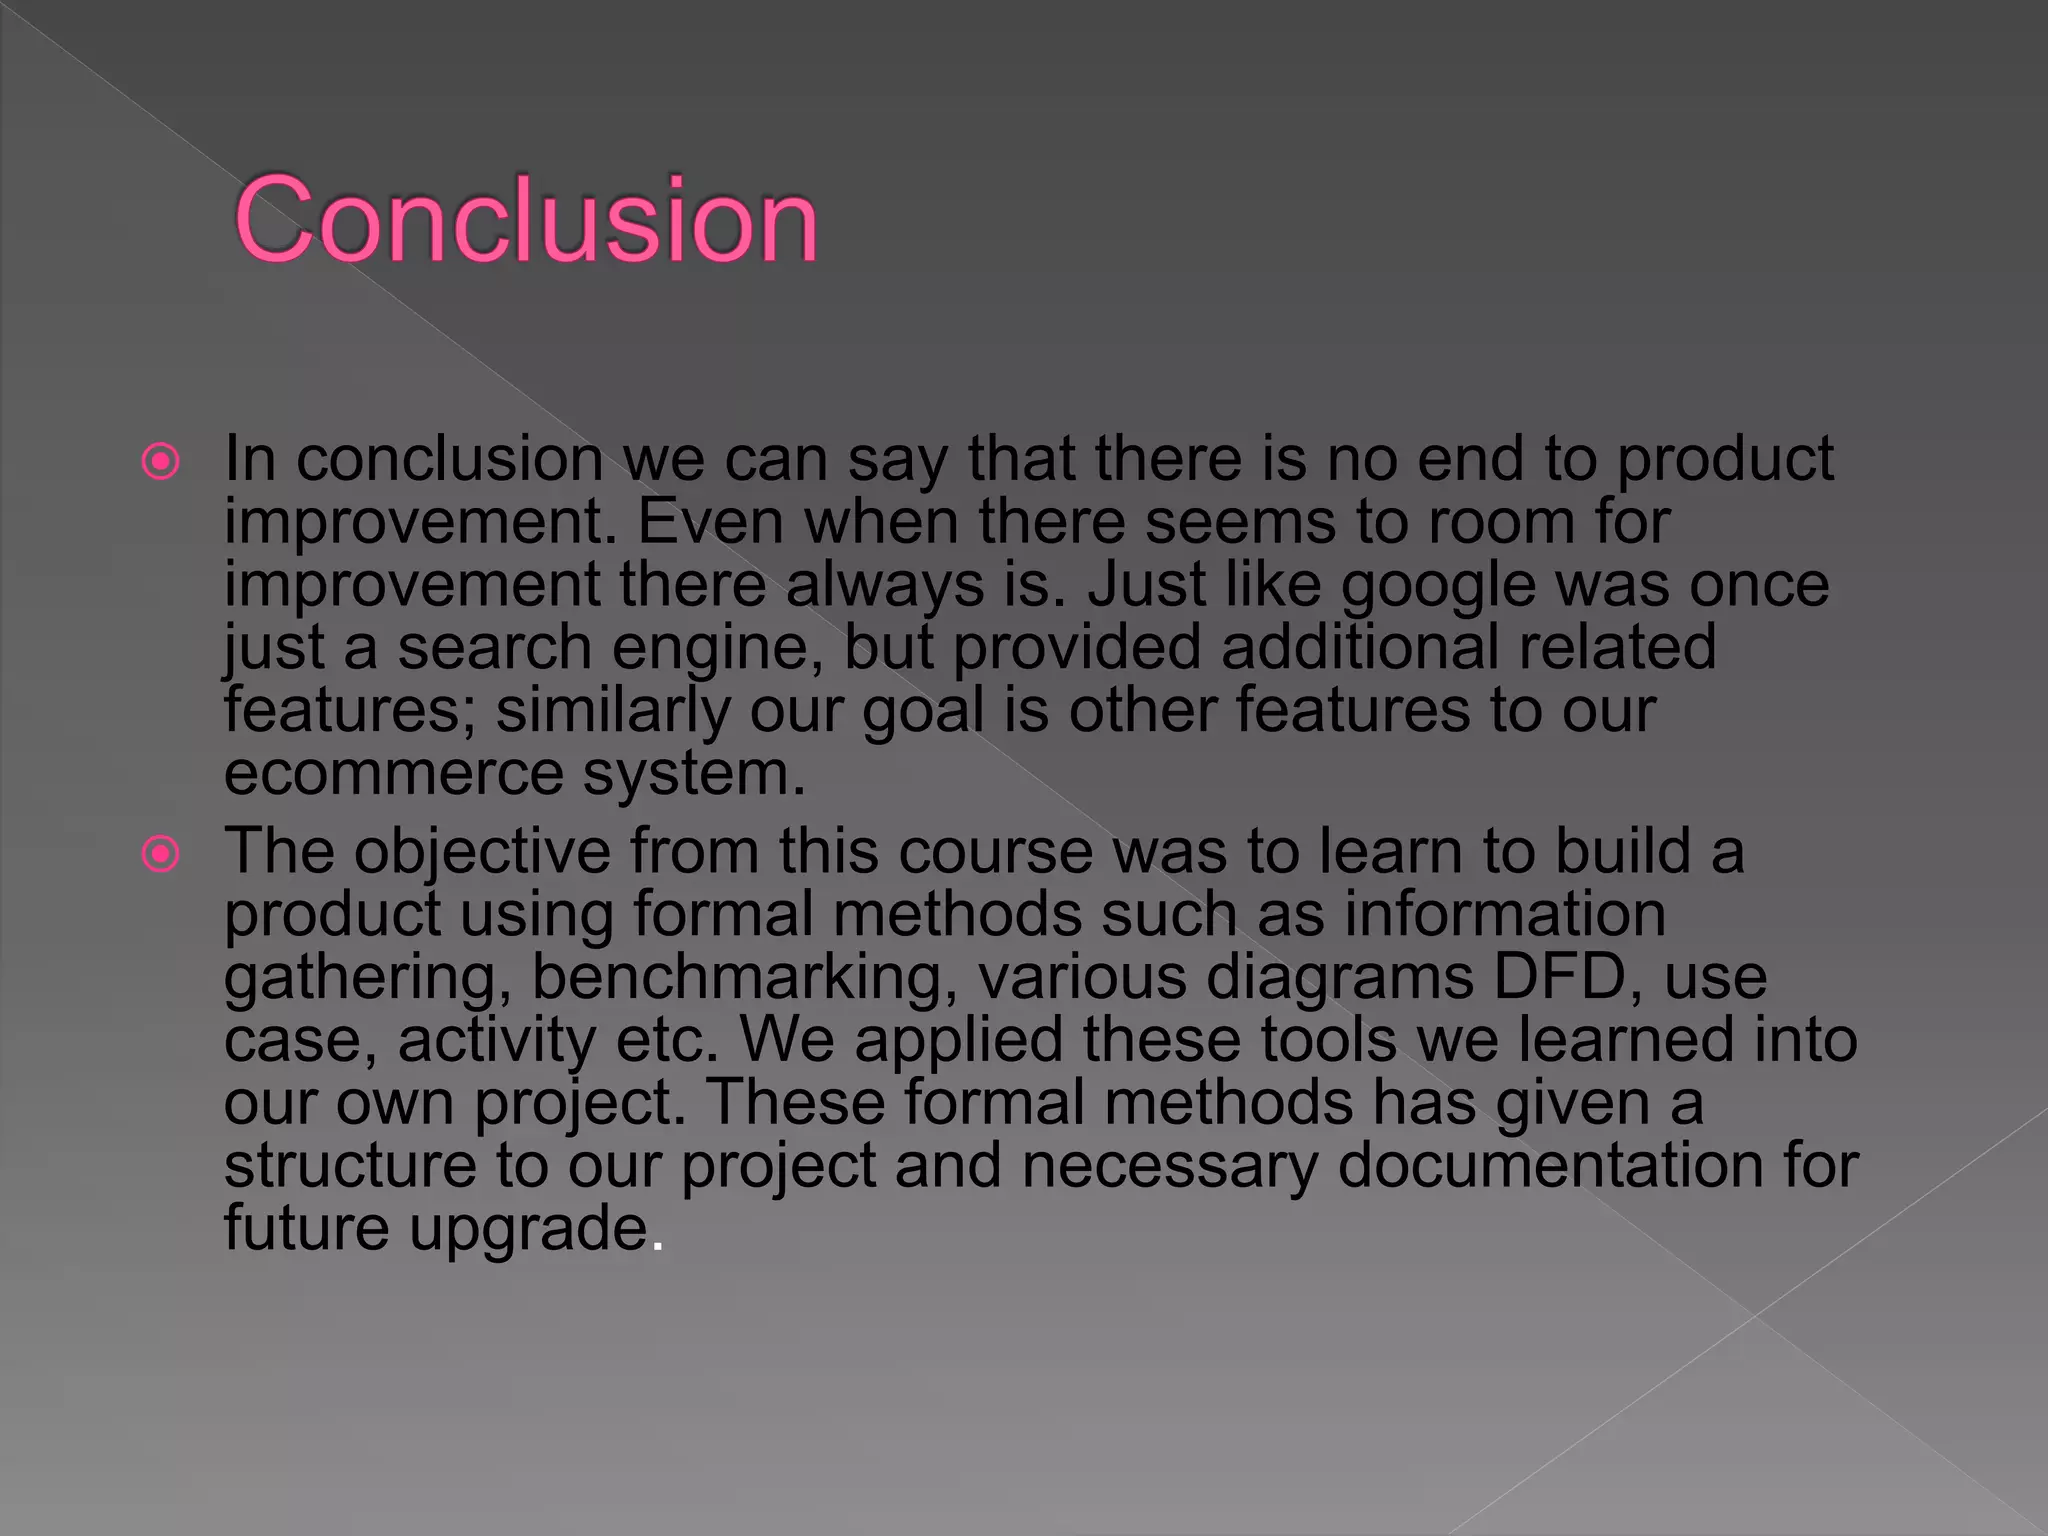 Conclusion
In conclusion we can say that there is no end to product
improvement. Even when there seems to room for
improvement there always is. Just like google was once
just a search engine, but provided additional related
features; similarly our goal is other features to our
ecommerce system.
The objective from this course was to learn to build a
product using formal methods such as information
gathering, benchmarking, various diagrams DFD, use
case, activity etc. We applied these tools we learned into
our own project. These formal methods has given a
structure to our project and necessary documentation for
future upgrade.